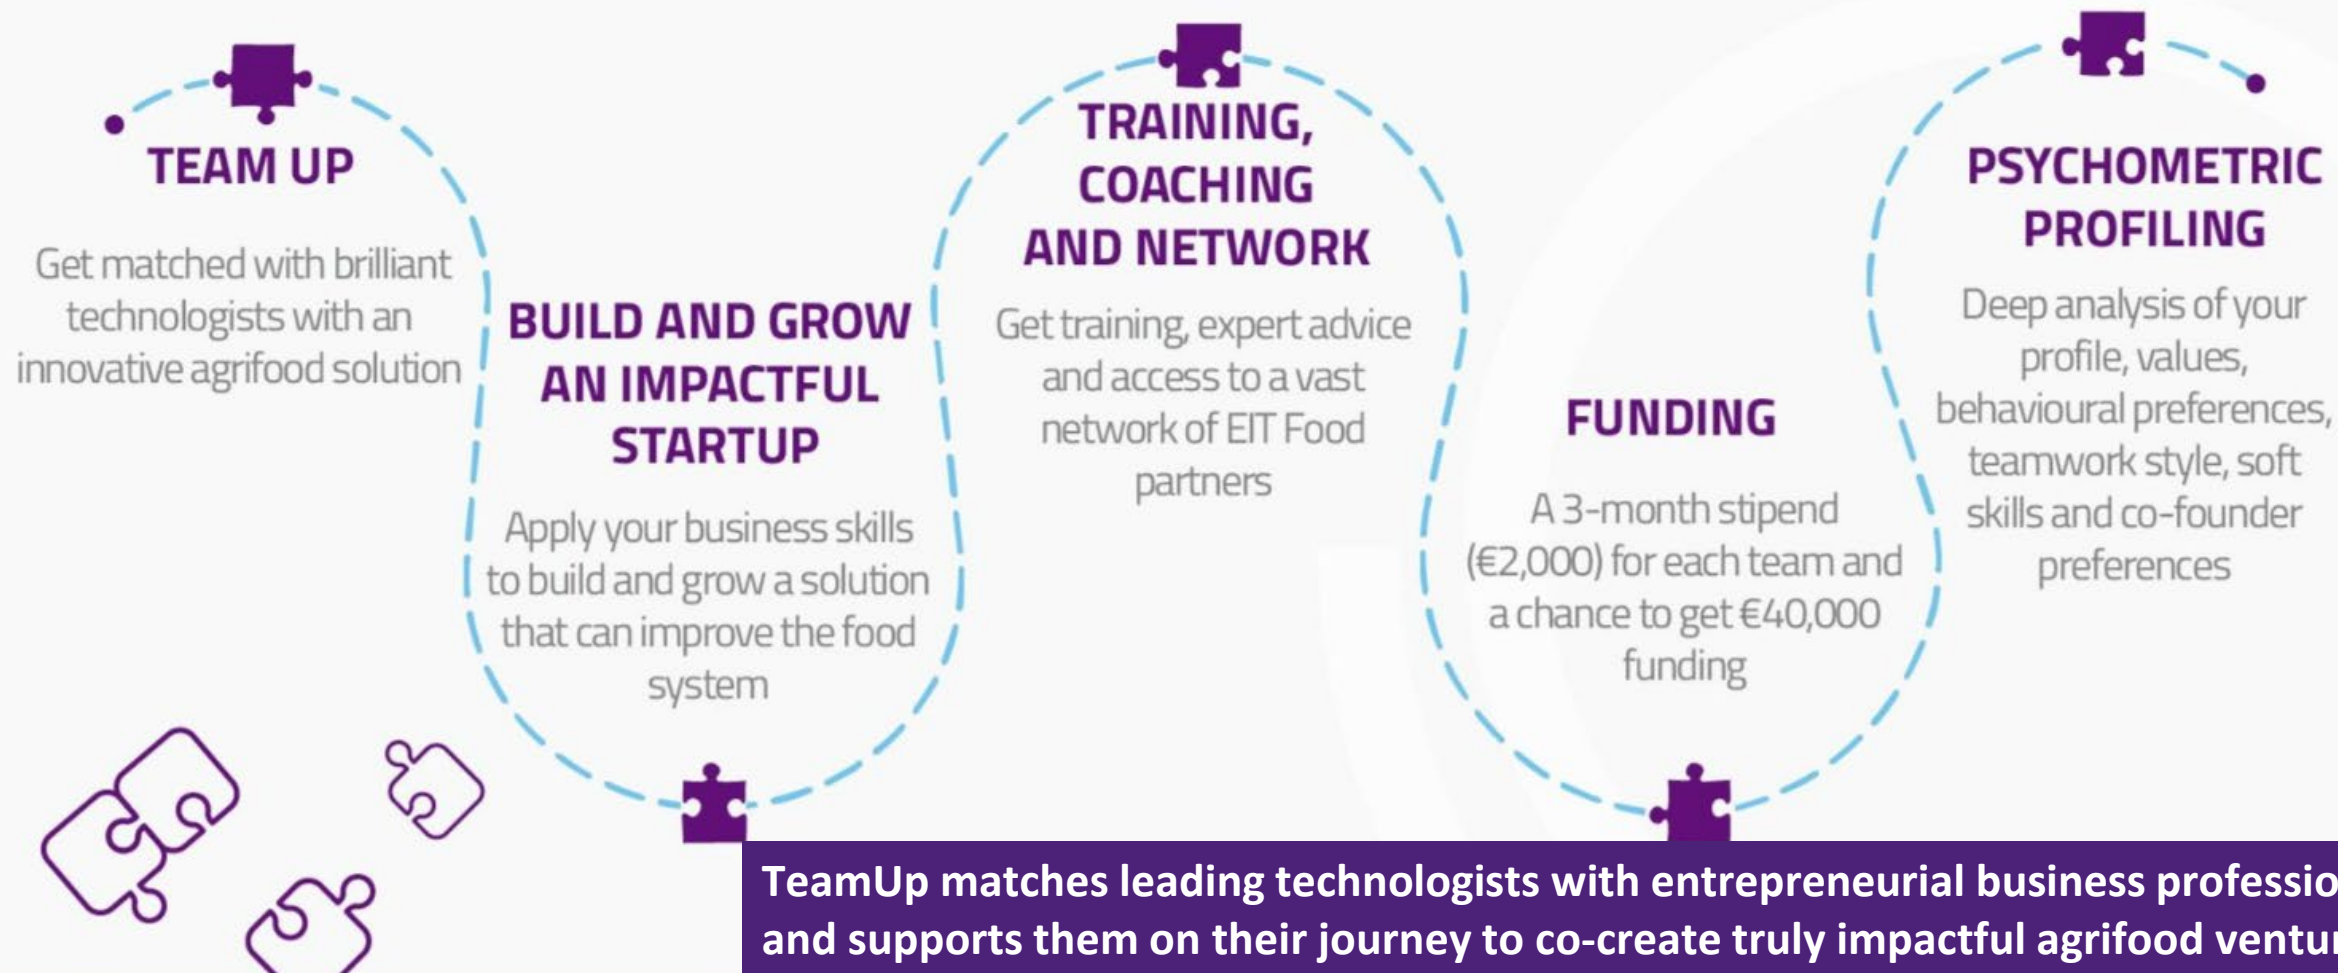 TEAM UP
Get matched with brilliant
technologists with an
innovative agrifood solution
BUILD AND GROW
AN IMPACTFUL
STARTUP
Apply your business skills
to build and grow a solution
that can improve the food
system
TRAINING,
COACHING
AND NETWORK
Get training, expert advice
and access to a vast
network of EIT Food
partners
FUNDING
A 3-month stipend
(€2,000) for each team and
a chance to get €40,000
funding
PSYCHOMETRIC
PROFILING
Deep analysis of your
profile, values,
behavioural preferences,
teamwork style, soft
skills and co-founder
preferences
TeamUp matches leading technologists with entrepreneurial business
and supports them on their journey to co-create truly impactful agrifood